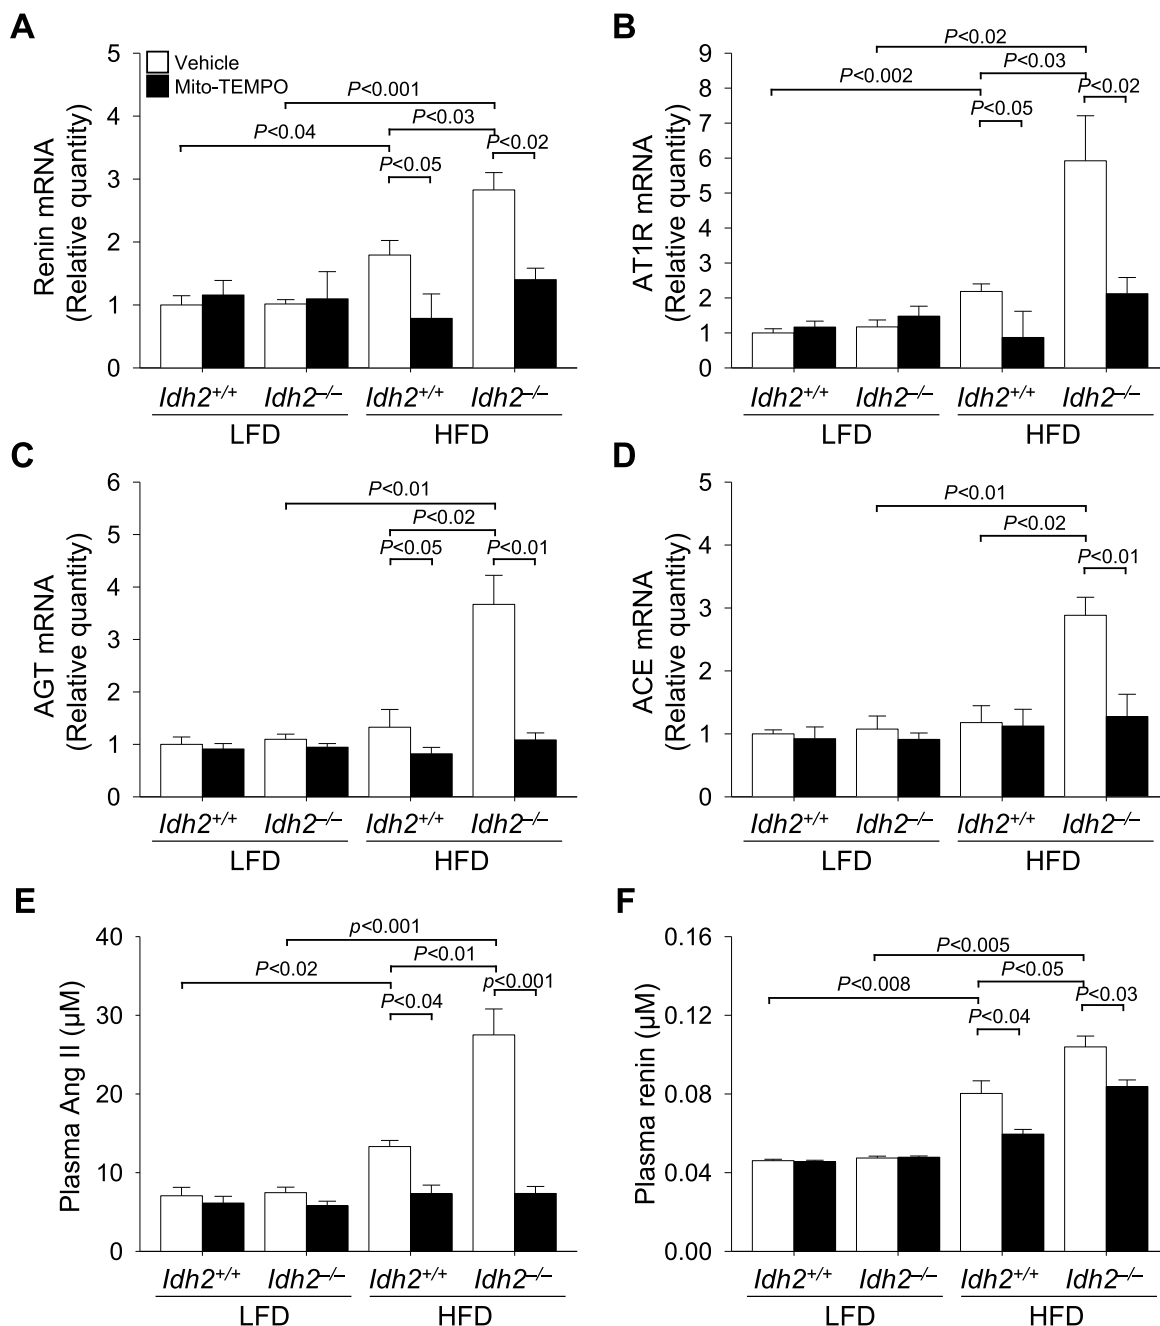 A
Renin mRNA
(Relative quantity)
5
4
3
2
1
0
Vehicle
Mito-TEMPO
P<0.001
P<0.03
P<0.04
P<0.02
P<0.05
Idh2+/+
Idh2–/–
Idh2+/+
Idh2–/–
LFD
HFD
B
AT1R mRNA
(Relative quantity)
9
8
7
6
5
4
3
2
1
0
P<0.02
P<0.03
P<0.002
P<0.02
P<0.05
Idh2+/+
Idh2–/–
Idh2+/+
Idh2–/–
LFD
HFD
C
AGT mRNA
(Relative quantity)
6
5
4
3
2
1
0
P<0.01
P<0.02
P<0.05
P<0.01
Idh2+/+
Idh2–/–
Idh2+/+
Idh2–/–
LFD
HFD
D
ACE mRNA
(Relative quantity)
5
4
3
2
1
0
P<0.01
P<0.02
P<0.01
Idh2+/+
Idh2–/–
Idh2+/+
Idh2–/–
LFD
HFD
E
Plasma Ang II (µM)
40
30
20
10
0
p<0.001
P<0.01
P<0.02
p<0.001
P<0.04
Idh2+/+
Idh2–/–
Idh2+/+
Idh2–/–
LFD
HFD
F
Plasma renin (µM)
0.16
0.12
0.08
0.04
0.00
P<0.005
P<0.05
P<0.008
P<0.03
P<0.04
Idh2+/+
Idh2–/–
Idh2+/+
Idh2–/–
LFD
HFD